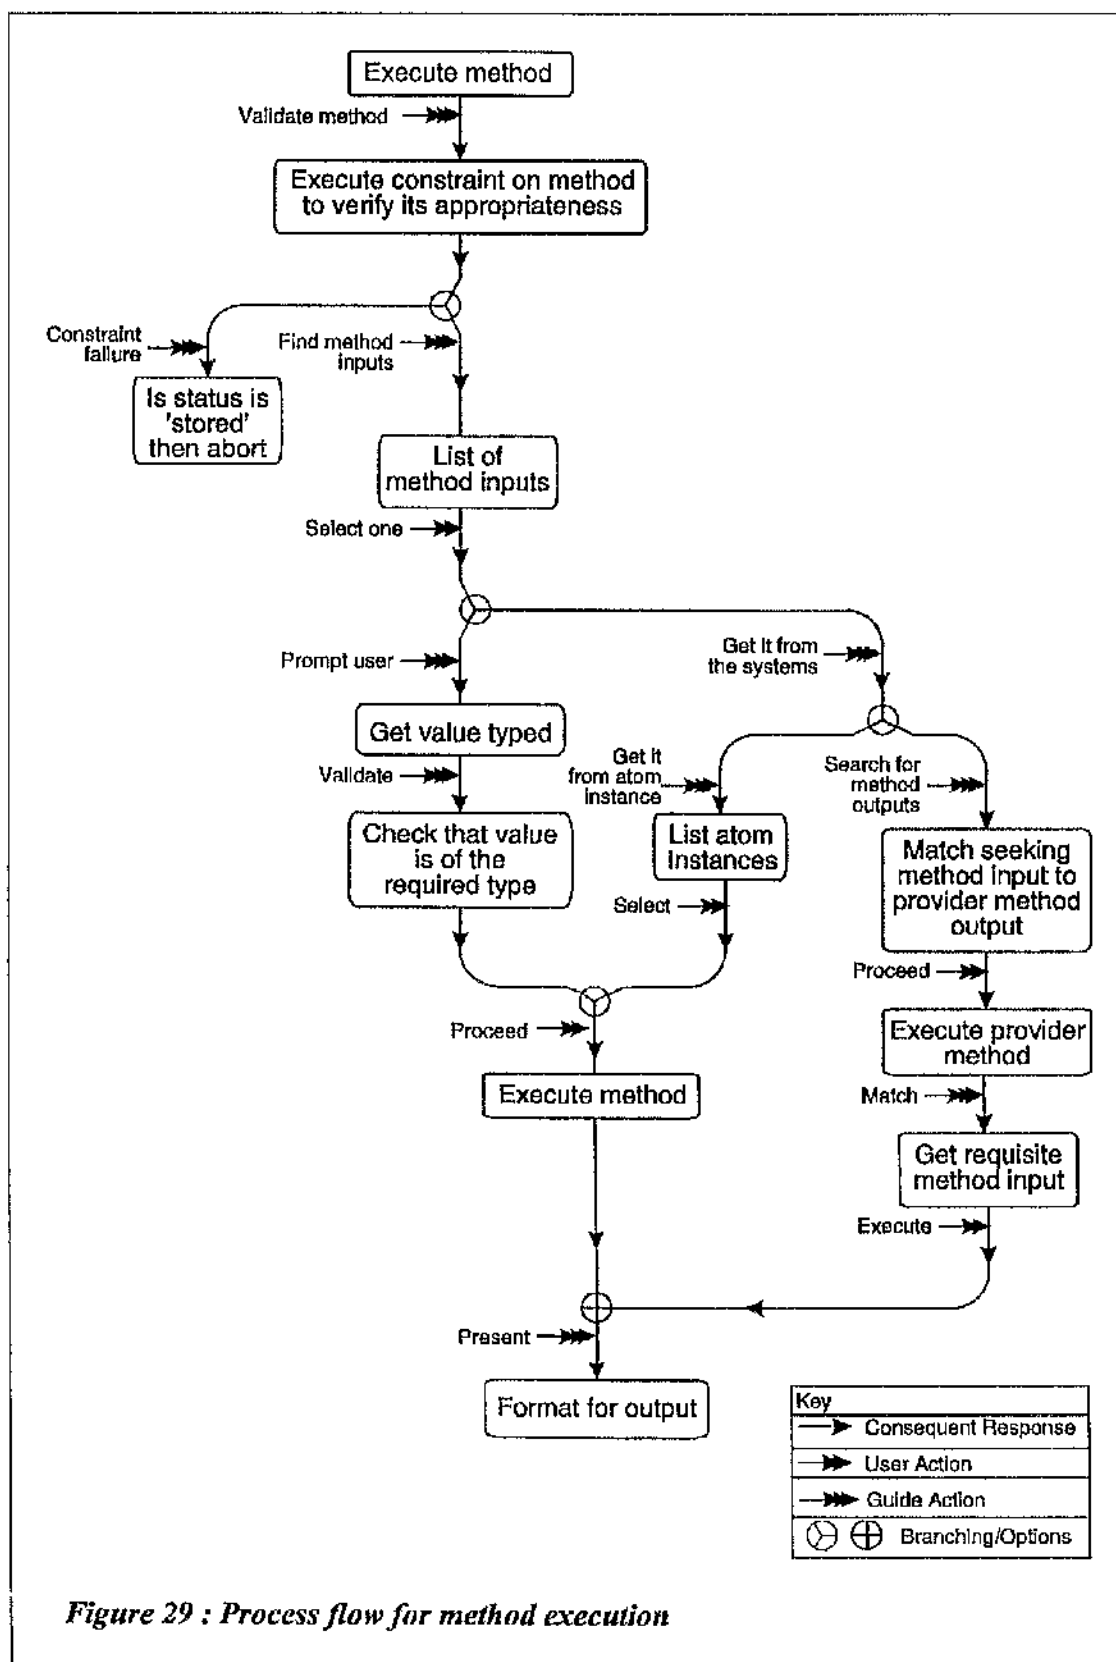 Execute method
Validate method
Execute constraint on method
to verify its appropriateness
Constraint
failure
Find method
inputs
Is status is
'stored'
then abort
List of
method inputs
Select one
Prompt user
Get it from
the systems
Get value typed
Validate
Get it
from atom
instance
Search for
method
outputs
Check that value
is of the
required type
List atom
Instances
Match seeking
method input to
provider method
output
Select
Proceed
Proceed
Execute provider
method
Execute method
Match
Get requisite
method input
Execute
Present
Format for output
Key
Consequent Response
User Action
Guide Action
Branching/Options
Figure 29 : Process flow for method execution